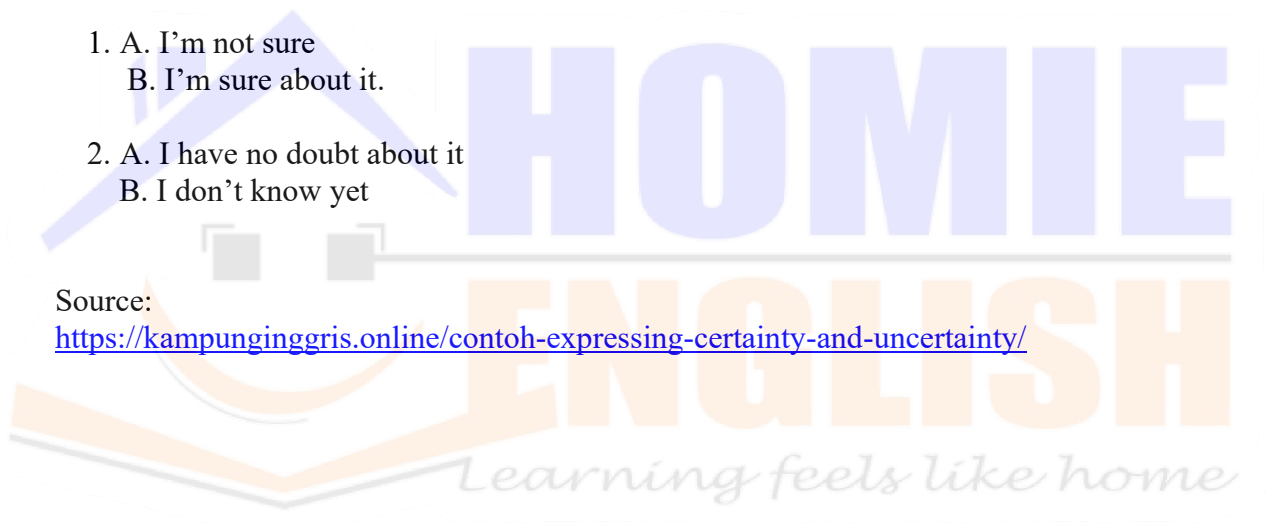 1. A. I’m not sure
B. I’m sure about it.
2. A. I have no doubt about it
B. I don’t know yet
Source:
https://kampunginggris.online/contoh-expressing-certainty-and-uncertainty/
HOMIE
ENGLISH
Learning feels like home